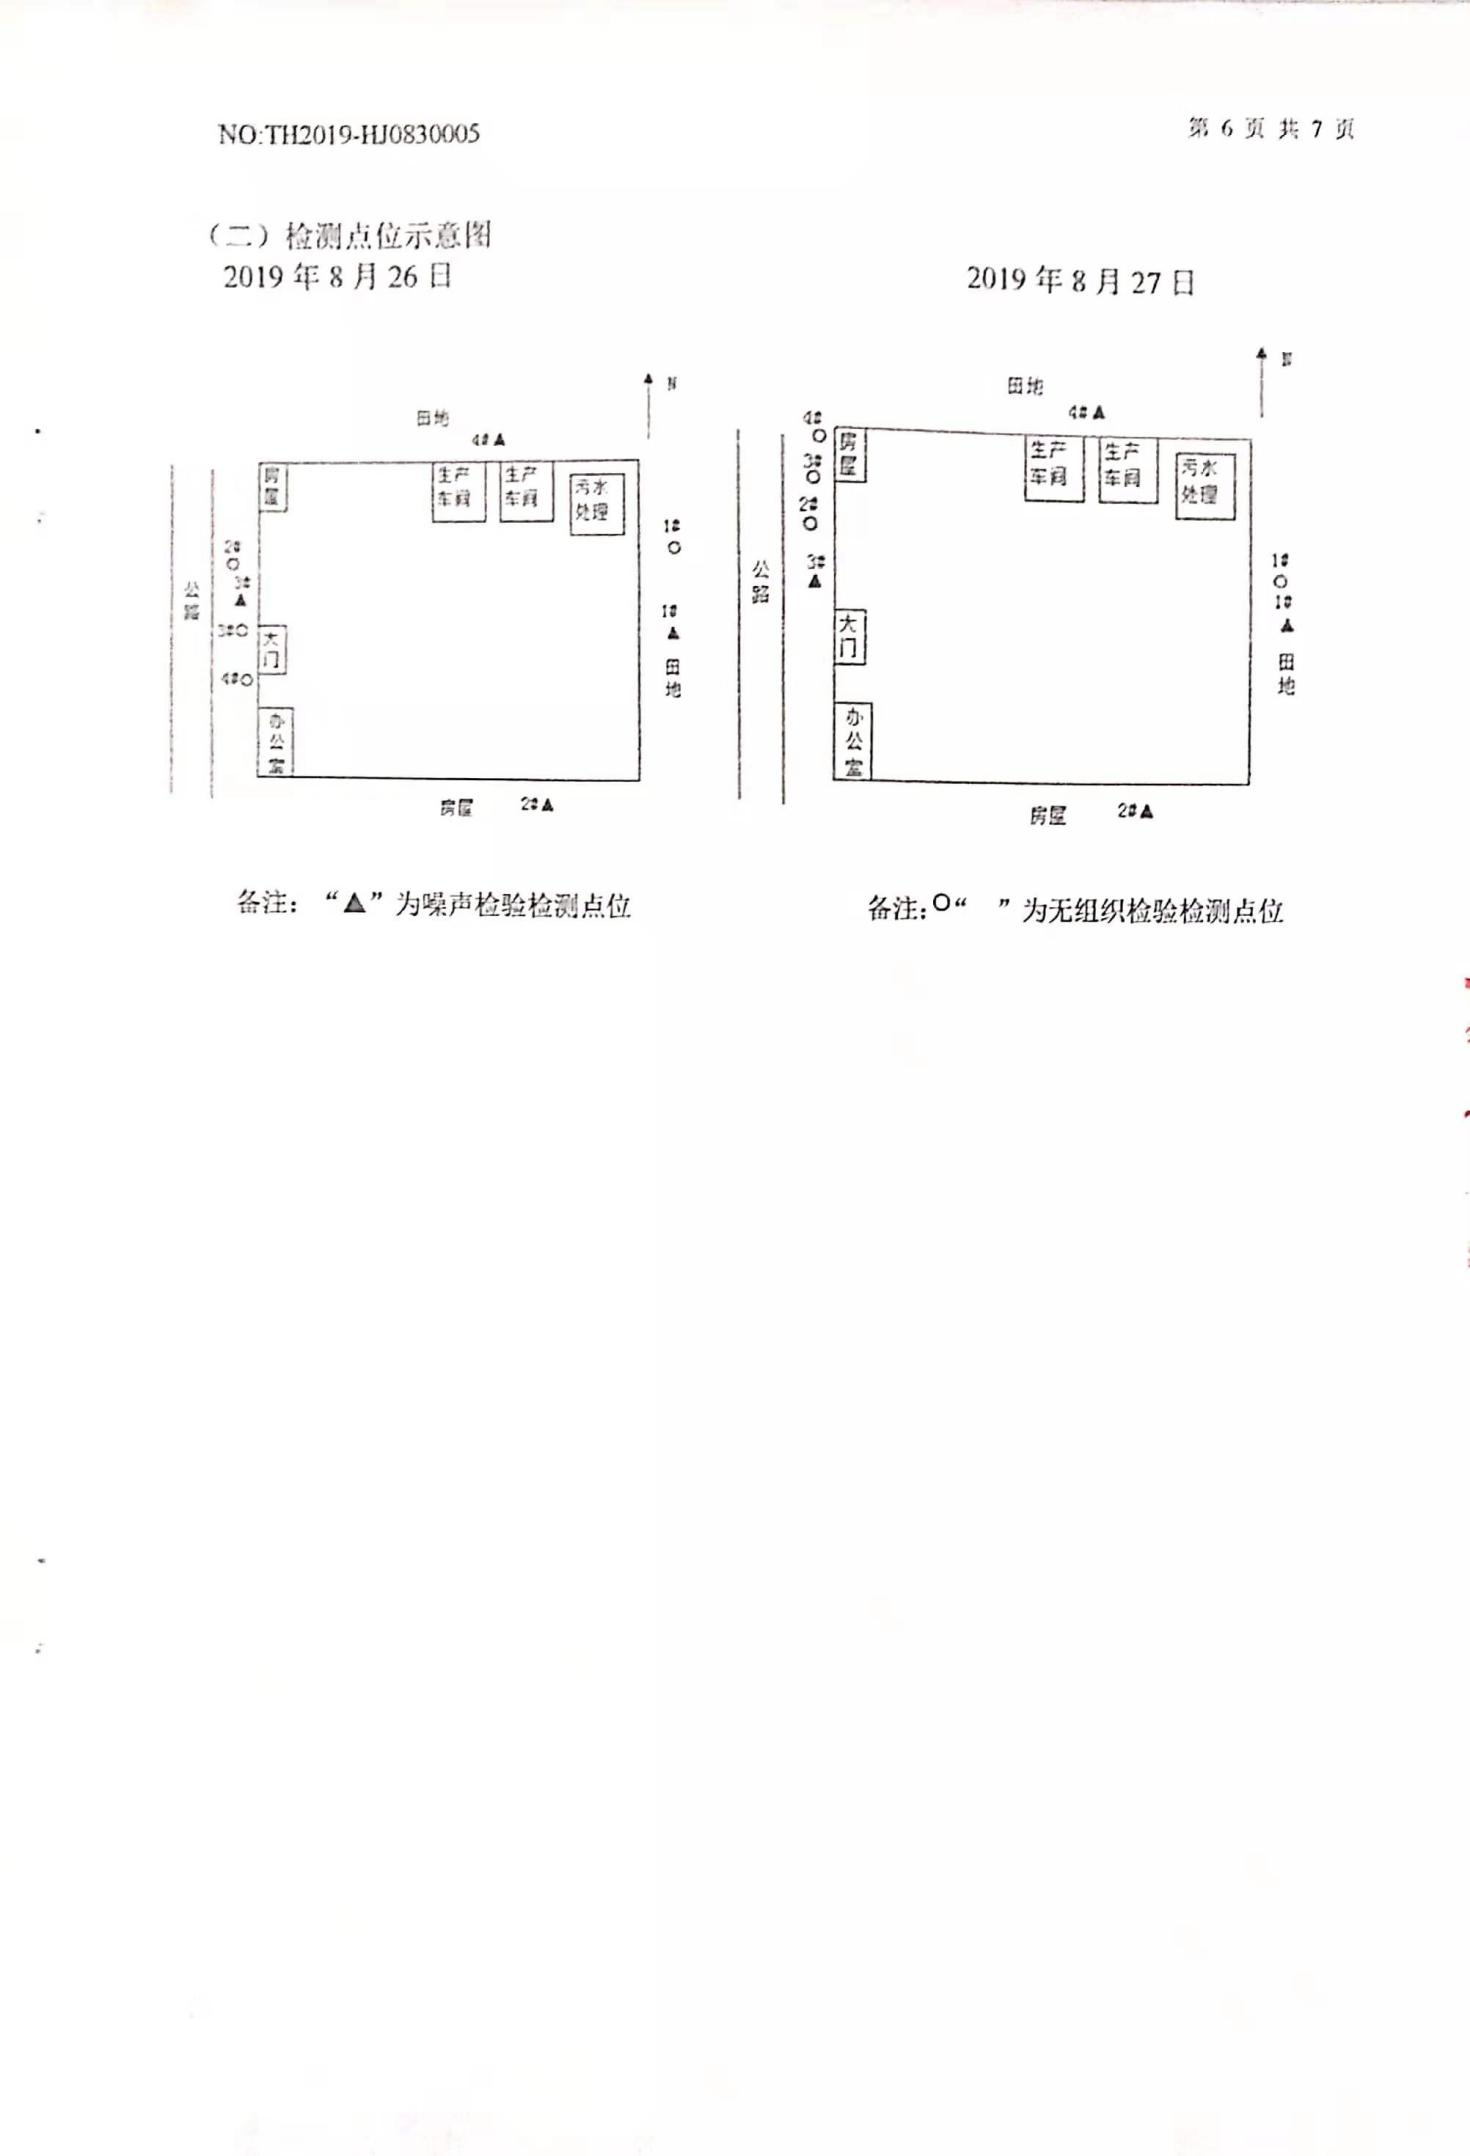 NO:TH2019-HJ0830005
第 6 页 共 7 页
（二）检测点位示意图
2019 年 8 月 26 日
2019 年 8 月 27 日
N
田地
4#▲
房屋
生产车间
生产车间
污水处理
1#
○
2#
○
3#
▲
公路
3#○
大门
4#○
1#
▲
田地
办公室
房屋
2#▲
N
田地
4#▲
4#
○
房屋
3#
○
2#
○
生产车间
生产车间
污水处理
3#
▲
公路
1#
○
1#
▲
大门
田地
办公室
房屋
2#▲
备注：“▲”为噪声检验检测点位
备注:○“ ”为无组织检验检测点位